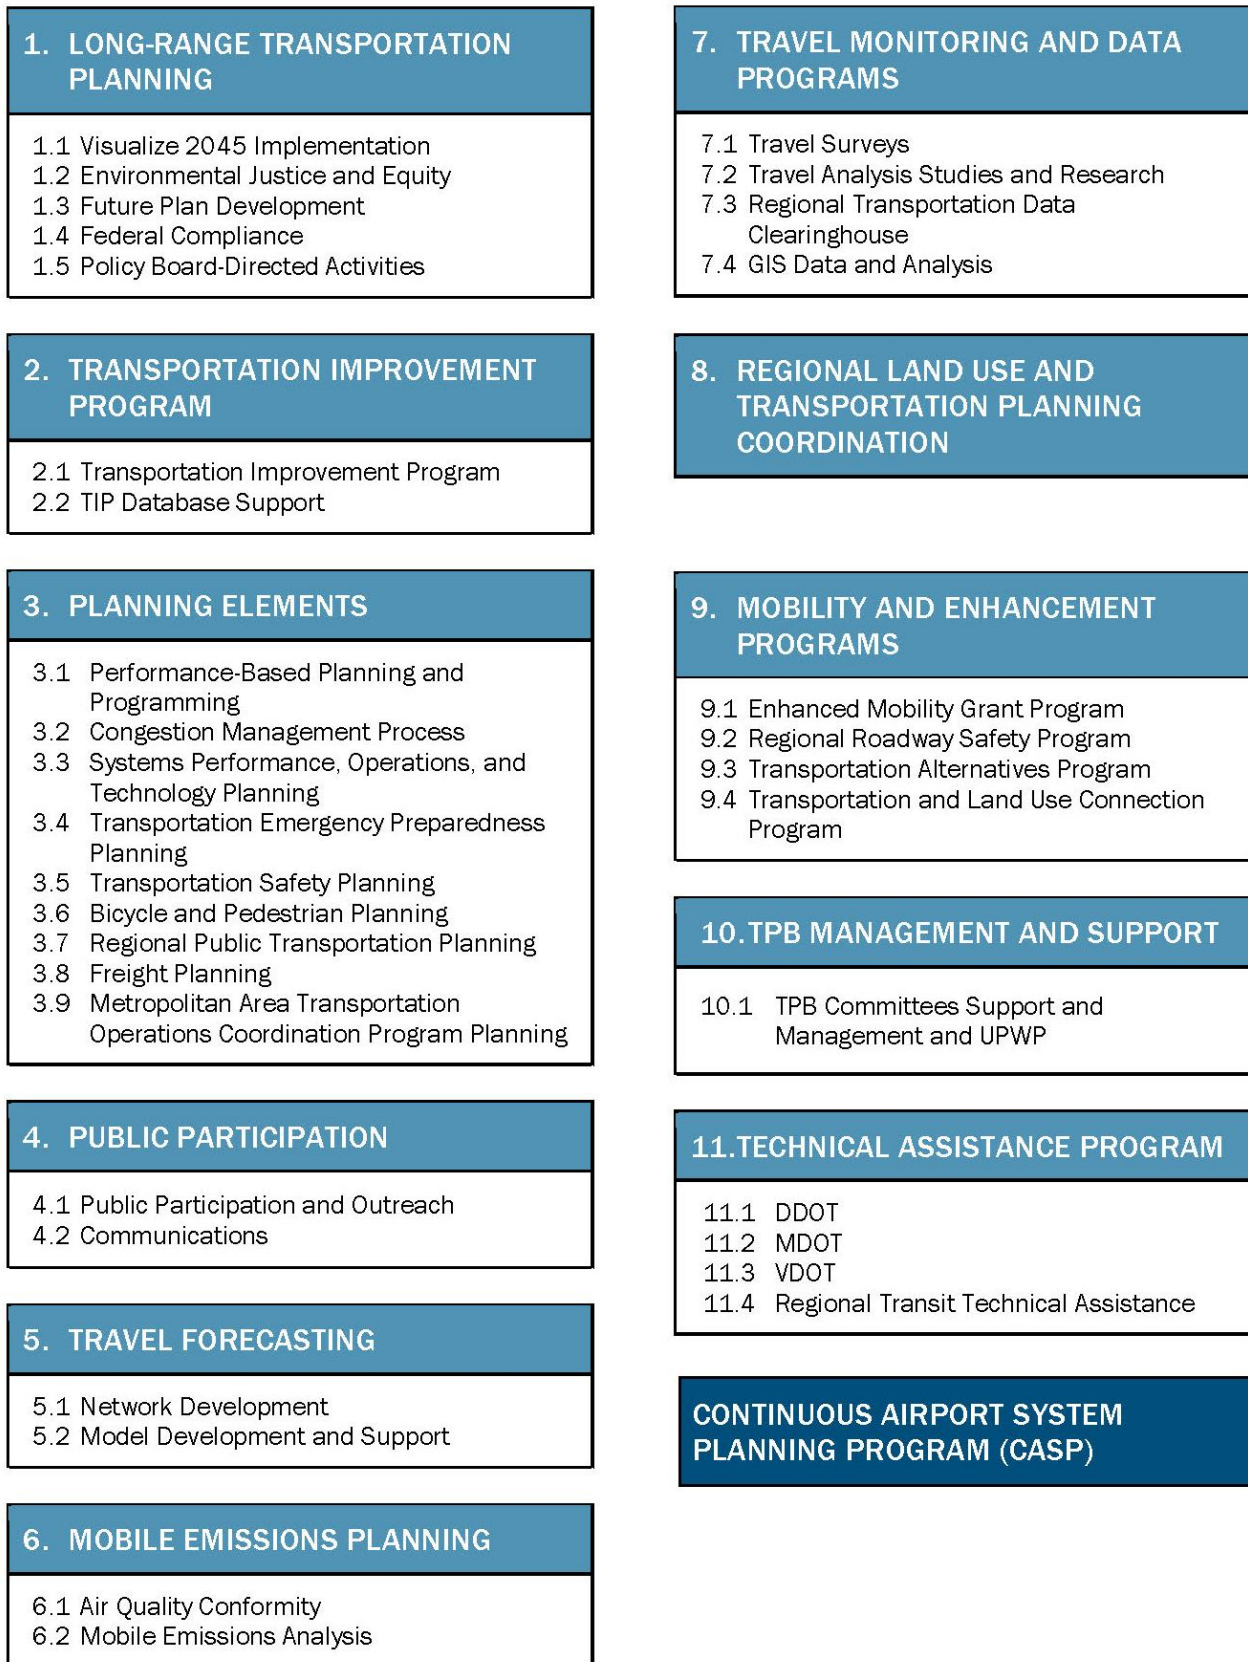 1. LONG-RANGE TRANSPORTATION
PLANNING
1.1 Visualize 2045 Implementation
1.2 Environmental Justice and Equity
1.3 Future Plan Development
1.4 Federal Compliance
1.5 Policy Board-Directed Activities
2. TRANSPORTATION IMPROVEMENT
PROGRAM
2.1 Transportation Improvement Program
2.2 TIP Database Support
3. PLANNING ELEMENTS
3.1 Performance-Based Planning and
Programming
3.2 Congestion Management Process
3.3 Systems Performance, Operations, and
Technology Planning
3.4 Transportation Emergency Preparedness
Planning
3.5 Transportation Safety Planning
3.6 Bicycle and Pedestrian Planning
3.7 Regional Public Transportation Planning
3.8 Freight Planning
3.9 Metropolitan Area Transportation
Operations Coordination Program Planning
4. PUBLIC PARTICIPATION
4.1 Public Participation and Outreach
4.2 Communications
5. TRAVEL FORECASTING
5.1 Network Development
5.2 Model Development and Support
6. MOBILE EMISSIONS PLANNING
6.1 Air Quality Conformity
6.2 Mobile Emissions Analysis
7. TRAVEL MONITORING AND DATA
PROGRAMS
7.1 Travel Surveys
7.2 Travel Analysis Studies and Research
7.3 Regional Transportation Data
Clearinghouse
7.4 GIS Data and Analysis
8. REGIONAL LAND USE AND
TRANSPORTATION PLANNING
COORDINATION
9. MOBILITY AND ENHANCEMENT
PROGRAMS
9.1 Enhanced Mobility Grant Program
9.2 Regional Roadway Safety Program
9.3 Transportation Alternatives Program
9.4 Transportation and Land Use Connection
Program
10.TPB MANAGEMENT AND SUPPORT
10.1 TPB Committees Support and
Management and UPWP
11.TECHNICAL ASSISTANCE PROGRAM
11.1 DDOT
11.2 MDOT
11.3 VDOT
11.4 Regional Transit Technical Assistance
CONTINUOUS AIRPORT SYSTEM
PLANNING PROGRAM (CASP)